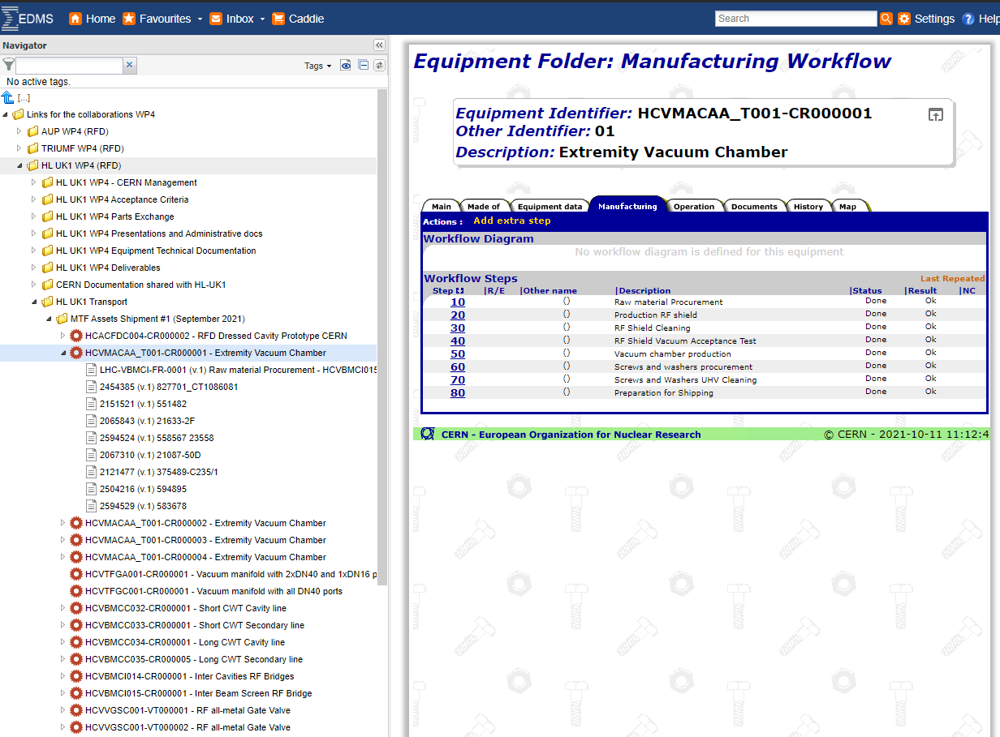 EDMS Home Favourites Inbox Caddie Search Settings Help
Navigator
Tags
No active tags.
[...]
Links for the collaborations WP4
AUP WP4 (RFD)
TRIUMF WP4 (RFD)
HL UK1 WP4 (RFD)
HL UK1 WP4 - CERN Management
HL UK1 WP4 Acceptance Criteria
HL UK1 WP4 Parts Exchange
HL UK1 WP4 Presentations and Administrative docs
HL UK1 WP4 Equipment Technical Documentation
HL UK1 WP4 Deliverables
CERN Documentation shared with HL-UK1
HL UK1 Transport
MTF Assets Shipment #1 (September 2021)
HCACFDC004-CR000002 - RFD Dressed Cavity Prototype CERN
HCVMACAA_T001-CR000001 - Extremity Vacuum Chamber
LHC-VBMCI-FR-0001 (v.1) Raw material Procurement - HCVBMCI015
2454385 (v.1) 827701_CT1086081
2151521 (v.1) 551482
2065843 (v.1) 21633-2F
2594524 (v.1) 558567 23558
2067310 (v.1) 21087-50D
2121477 (v.1) 375489-C235/1
2504216 (v.1) 594895
2594529 (v.1) 583678
HCVMACAA_T001-CR000002 - Extremity Vacuum Chamber
HCVMACAA_T001-CR000003 - Extremity Vacuum Chamber
HCVMACAA_T001-CR000004 - Extremity Vacuum Chamber
HCVTFGA001-CR000001 - Vacuum manifold with 2xDN40 and 1xDN16 p
HCVTFGC001-CR000001 - Vacuum manifold with all DN40 ports
HCVBMCC032-CR000001 - Short CWT Cavity line
HCVBMCC033-CR000001 - Short CWT Secondary line
HCVBMCC034-CR000001 - Long CWT Cavity line
HCVBMCC035-CR000005 - Long CWT Secondary line
HCVBMCI014-CR000001 - Inter Cavities RF Bridges
HCVBMCI015-CR000001 - Inter Beam Screen RF Bridge
HCVVGSC001-VT000001 - RF all-metal Gate Valve
HCVVGSC001-VT000002 - RF all-metal Gate Valve
Equipment Folder: Manufacturing Workflow
Equipment Identifier: HCVMACAA_T001-CR000001
Other Identifier: 01
Description: Extremity Vacuum Chamber
Main Made of Equipment data Manufacturing Operation Documents History Map
Actions : Add extra step
Workflow Diagram
No workflow diagram is defined for this equipment
Workflow Steps Last Repeated
Step |R/E |Other name |Description |Status |Result |NC
10 () Raw material Procurement Done Ok
20 () Production RF shield Done Ok
30 () RF Shield Cleaning Done Ok
40 () RF Shield Vacuum Acceptance Test Done Ok
50 () Vacuum chamber production Done Ok
60 () Screws and washers procurement Done Ok
70 () Screws and Washers UHV Cleaning Done Ok
80 () Preparation for Shipping Done Ok
CERN - European Organization for Nuclear Research © CERN - 2021-10-11 11:12:4